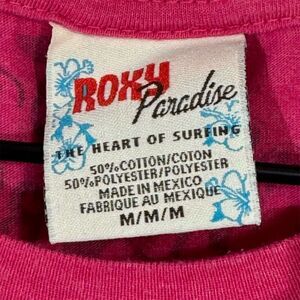 ROXY
Paradise
THE HEART OF SURFING
50%COTTON/COTON
50%POLYESTER/POLYESTER
MADE IN MEXICO
FABRIQUE AU MEXIQUE
M/M/M